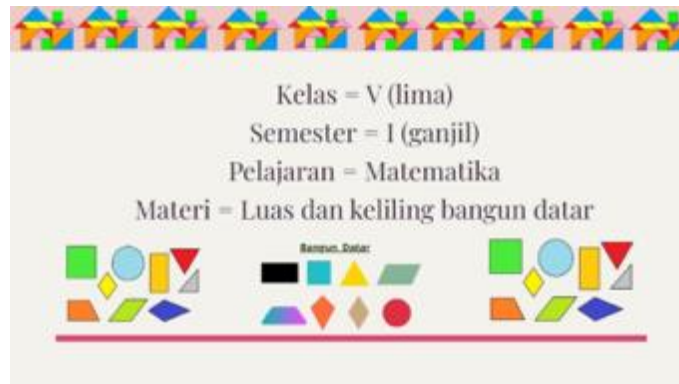 Kelas = V (lima)
Semester = I (ganjil)
Pelajaran = Matematika
Materi = Luas dan keliling bangun datar
Bangun Datar